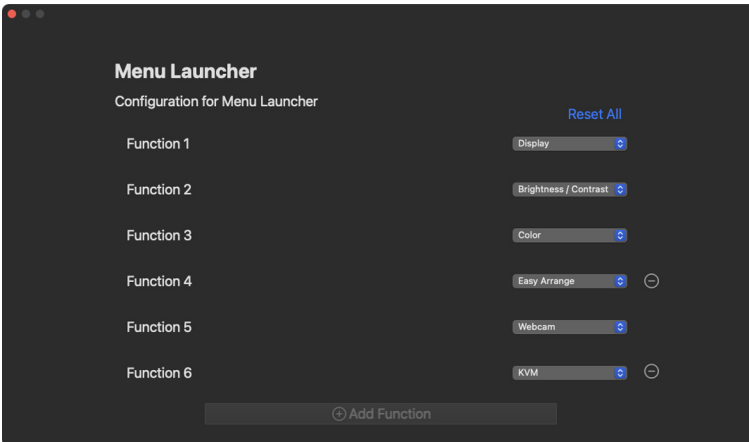 Menu Launcher
Configuration for Menu Launcher
Reset All
Function 1 Display
Function 2 Brightness / Contrast
Function 3 Color
Function 4 Easy Arrange
Function 5 Webcam
Function 6 KVM
Add Function